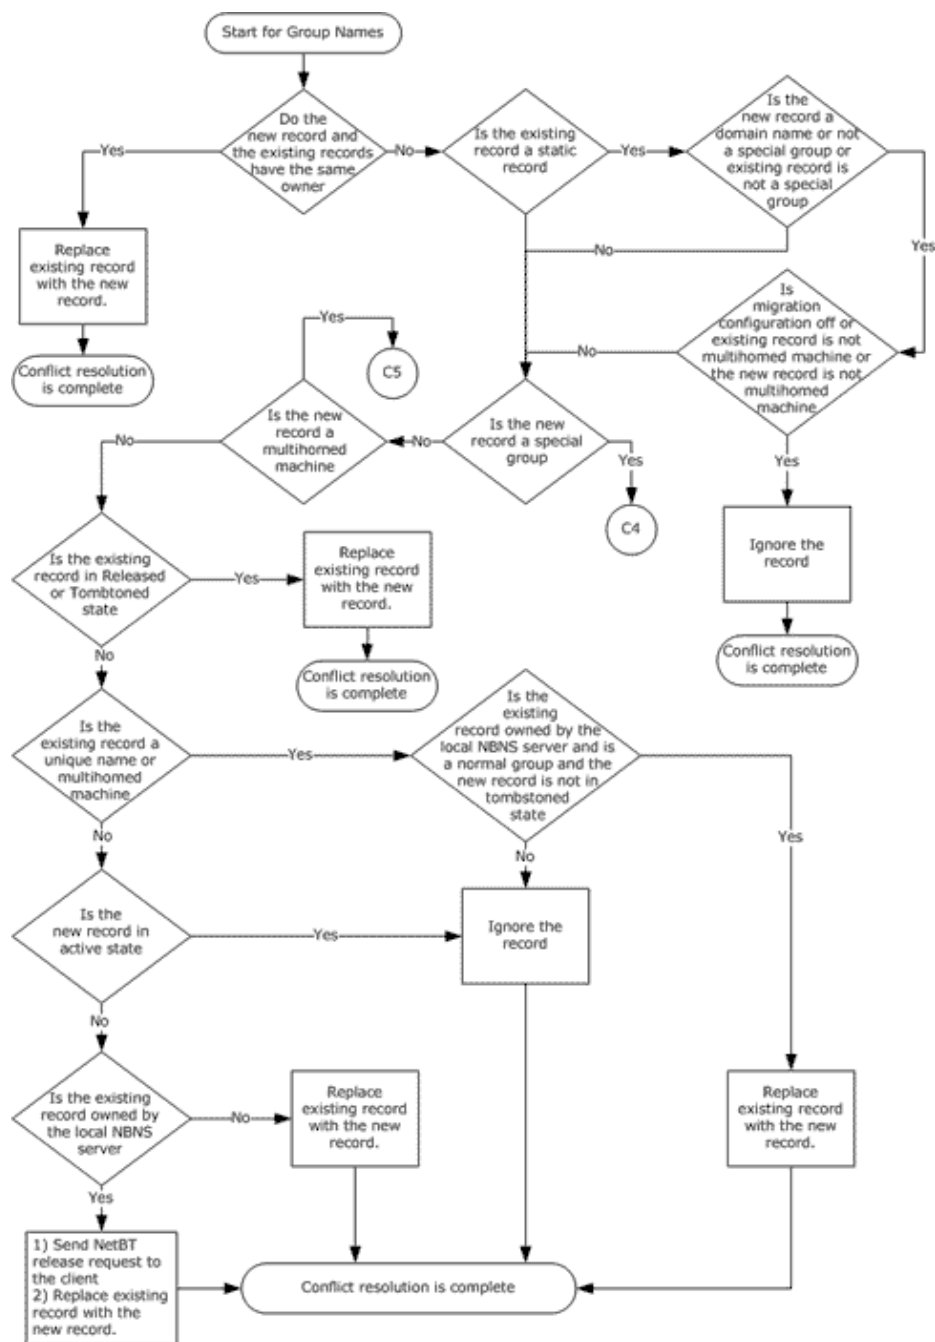 Start for Group Names
Do the
new record and
the existing records
have the same
owner
Yes
No
Is the existing
record a static
record
Yes
Is the
new record a
domain name or not
a special group or
existing record is
not a special
group
No
Yes
Replace
existing record
with the new
record.
Conflict resolution
is complete
Is
migration
configuration off or
existing record is not
multihomed machine or
the new record is not
multihomed
machine
No
Yes
Yes
C5
Is the new
record a
multihomed
machine
No
No
Is the new
record a special
group
Yes
C4
Ignore the
record
Conflict resolution
is complete
Is the existing
record in Released
or Tombtoned
state
Yes
Replace
existing record
with the new
record.
Conflict resolution
is complete
No
Is the
existing record a
unique name or
multihomed
machine
Yes
Is the
existing
record owned by the
local NBNS server and is
a normal group and the
new record is not in
tombstoned
state
Yes
No
No
Is the
new record in
active state
Yes
Ignore the
record
No
Is the existing
record owned by
the local NBNS
server
No
Replace
existing record
with the new
record.
Replace
existing record
with the new
record.
Yes
1) Send NetBT
release request to
the client
2) Replace existing
record with the
new record.
Conflict resolution is complete